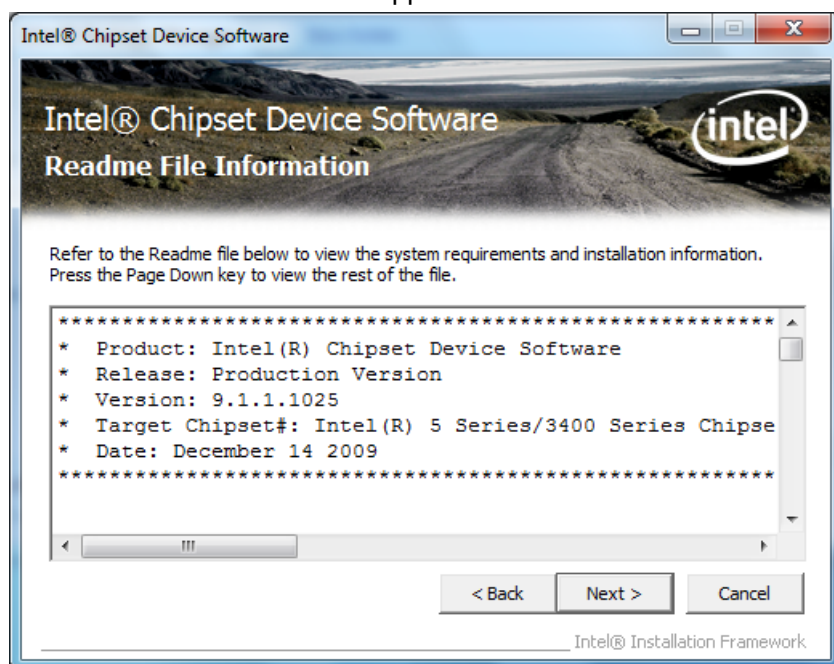 Intel® Chipset Device Software
Intel® Chipset Device Software
Readme File Information
intel
Refer to the Readme file below to view the system requirements and installation information.
Press the Page Down key to view the rest of the file.
************************************************************
*  Product: Intel(R) Chipset Device Software
*  Release: Production Version
*  Version: 9.1.1.1025
*  Target Chipset#: Intel(R) 5 Series/3400 Series Chipse
*  Date: December 14 2009
************************************************************
< Back
Next >
Cancel
Intel® Installation Framework